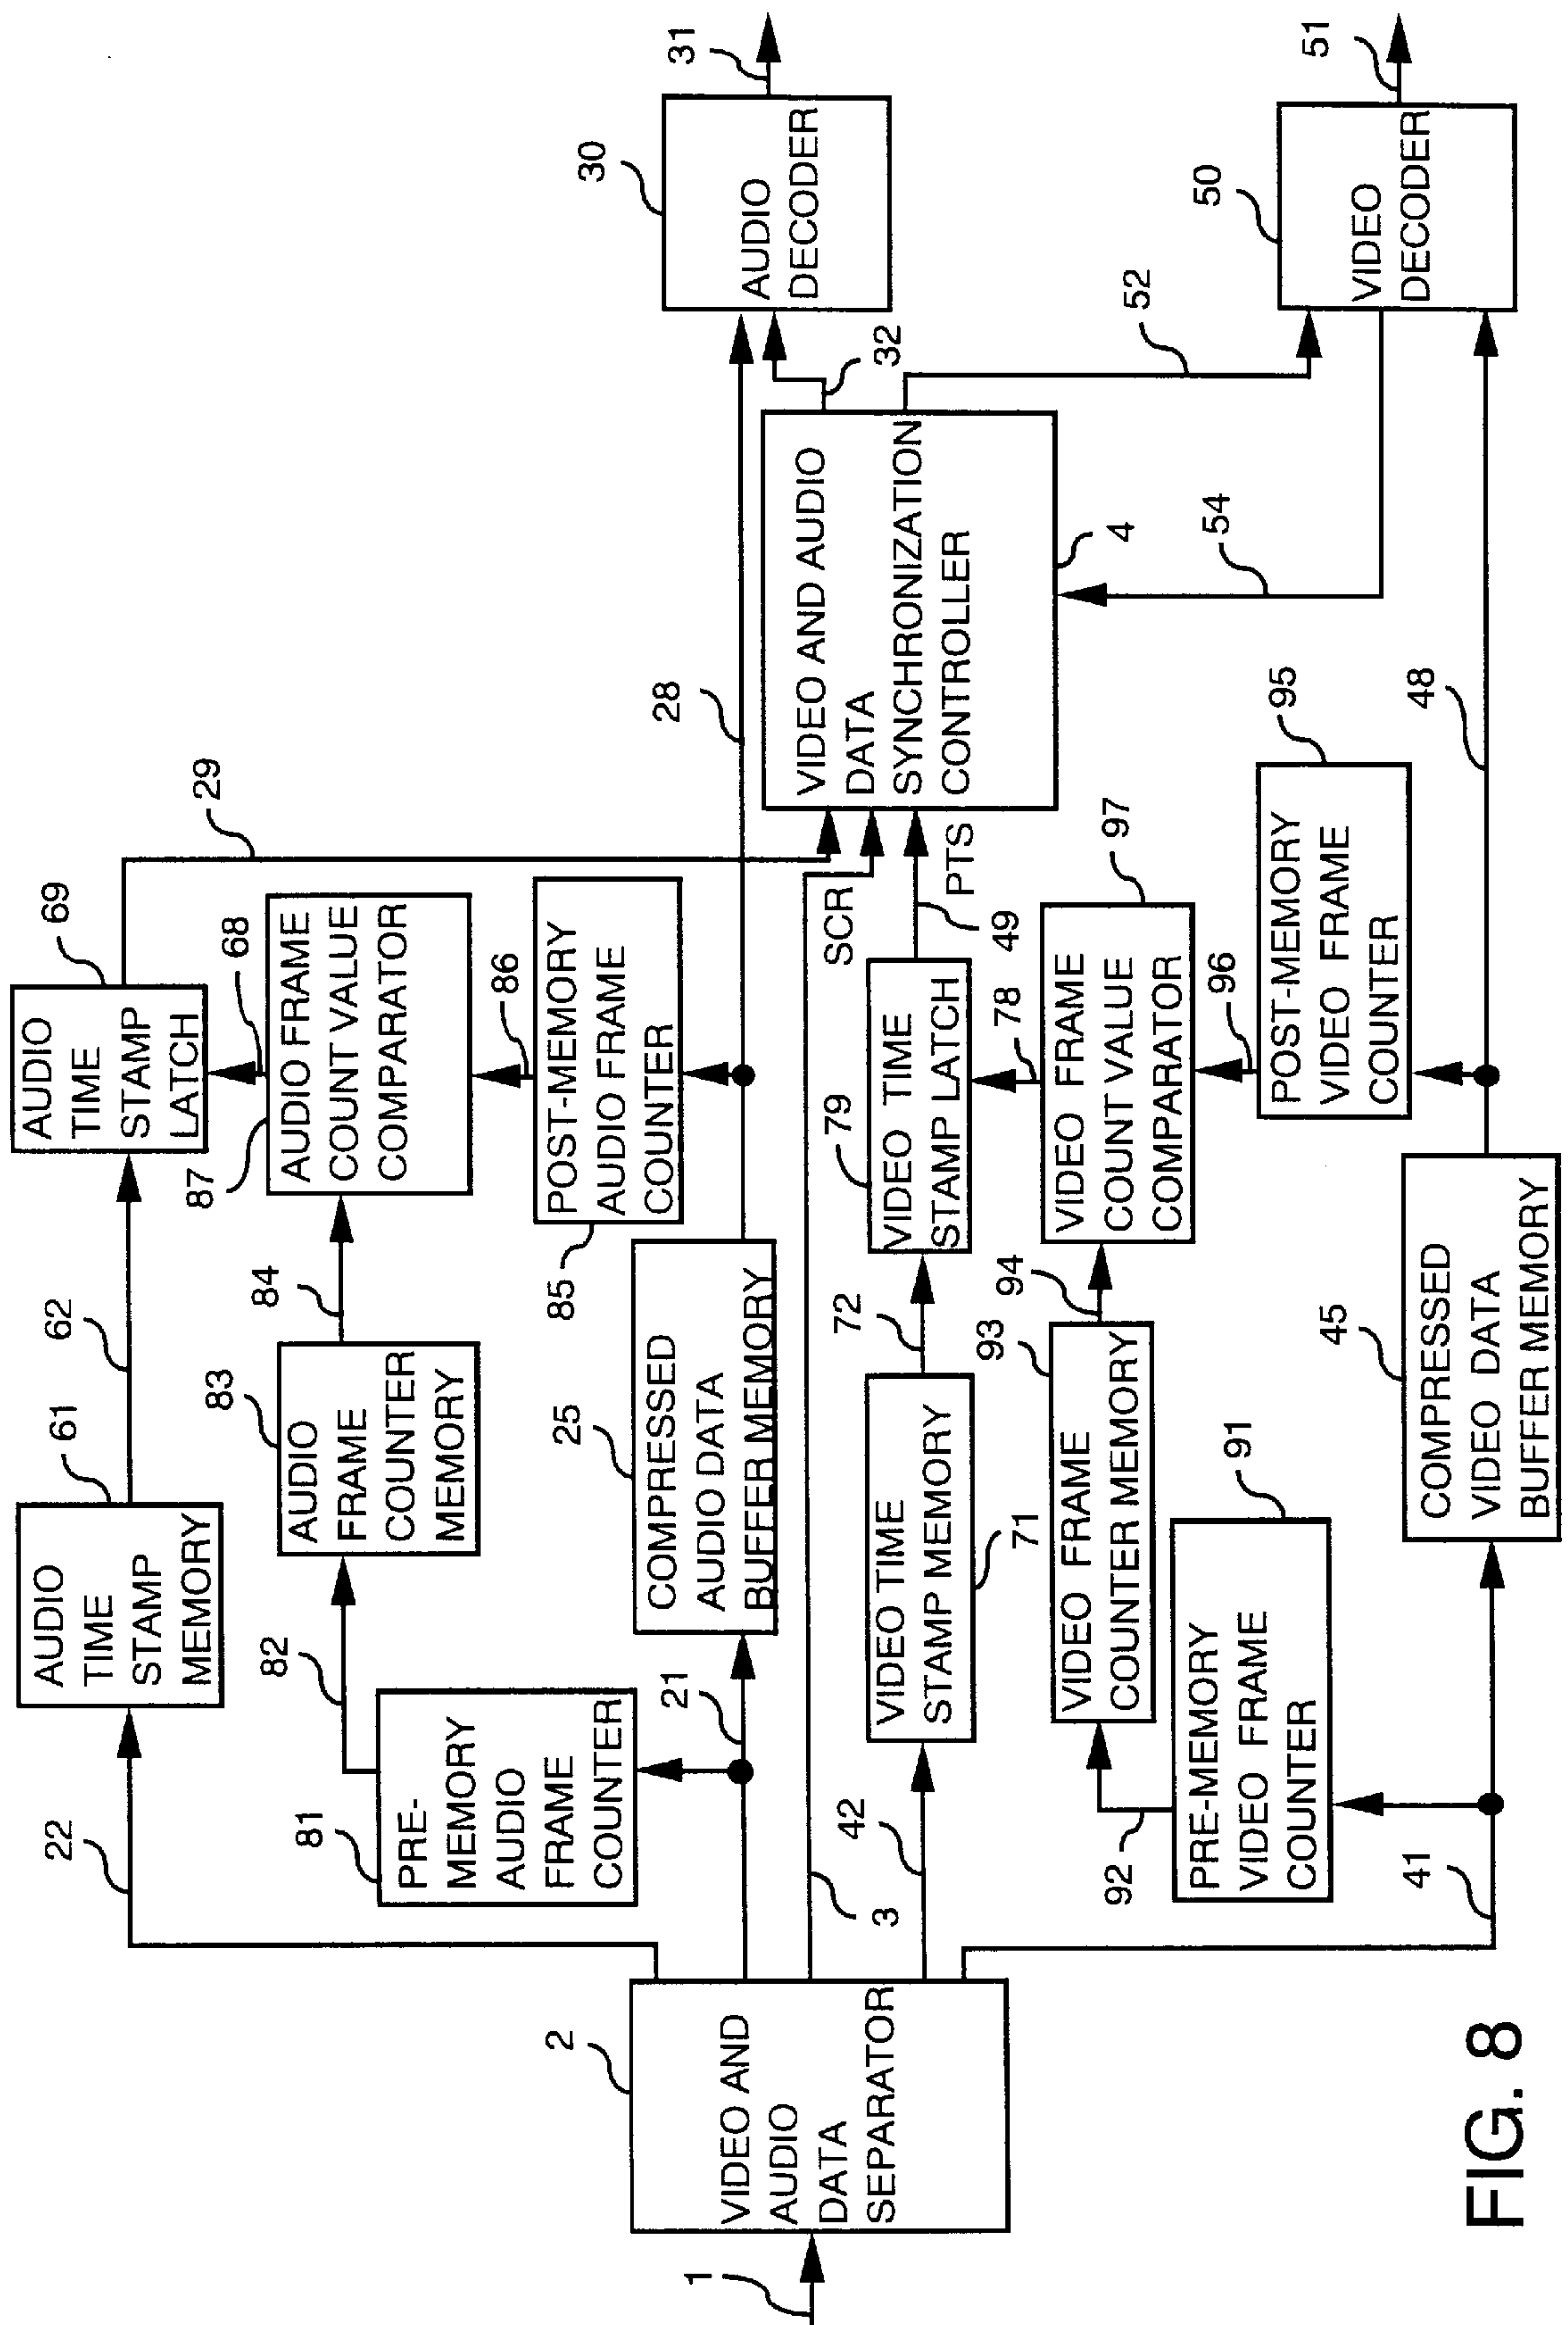 1
2
VIDEO AND
AUDIO
DATA
SEPARATOR
22
AUDIO
TIME
STAMP
MEMORY
61
62
AUDIO
TIME
STAMP
LATCH
69
29
81
PRE-
MEMORY
AUDIO
FRAME
COUNTER
82
83
AUDIO
FRAME
COUNTER
MEMORY
84
87
AUDIO FRAME
COUNT VALUE
COMPARATOR
68
86
85
POST-MEMORY
AUDIO FRAME
COUNTER
21
25
COMPRESSED
AUDIO DATA
BUFFER MEMORY
28
30
AUDIO
DECODER
31
32
3
SCR
42
VIDEO TIME
STAMP MEMORY
71
72
79
VIDEO TIME
STAMP LATCH
49
PTS
78
VIDEO AND AUDIO
DATA
SYNCHRONIZATION
CONTROLLER
4
52
54
92
PRE-MEMORY
VIDEO FRAME
COUNTER
91
93
VIDEO FRAME
COUNTER MEMORY
94
VIDEO FRAME
COUNT VALUE
COMPARATOR
97
96
POST-MEMORY
VIDEO FRAME
COUNTER
95
41
45
COMPRESSED
VIDEO DATA
BUFFER MEMORY
48
50
VIDEO
DECODER
51
FIG. 8